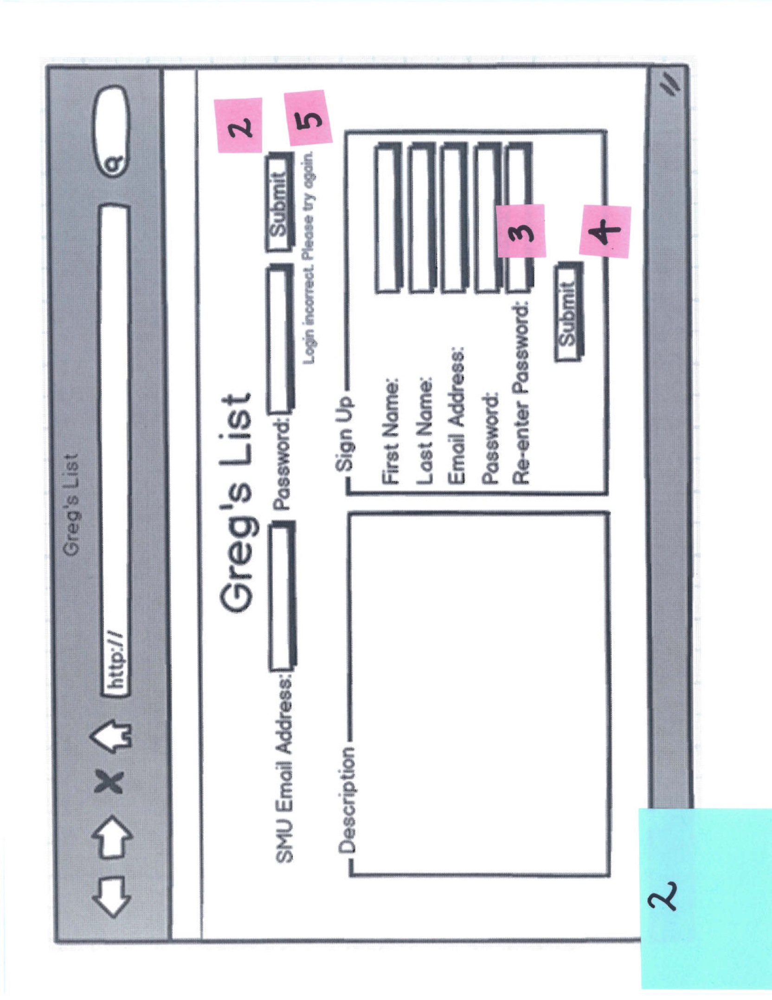 Greg's List
http://
Greg's List
2
SMU Email Address: Password: Submit
5
Login incorrect. Please try again.
Description
Sign Up
First Name:
Last Name:
Email Address:
Password:
Re-enter Password:
3
Submit
4
2